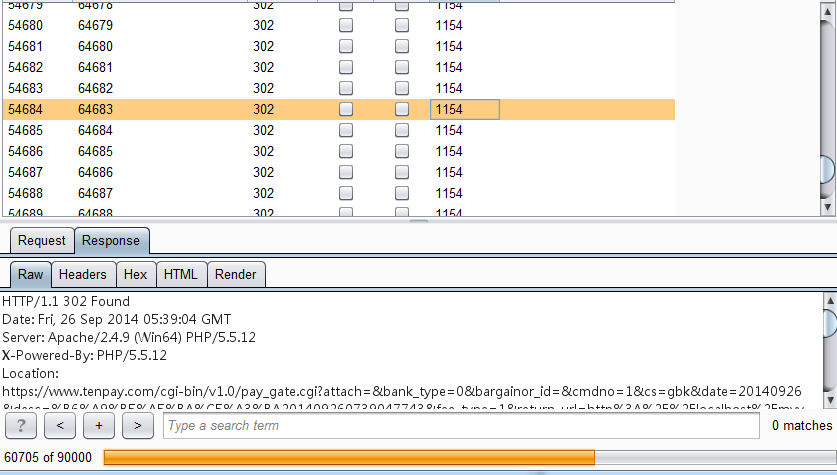 54679 64678 302 1154
54680 64679 302 1154
54681 64680 302 1154
54682 64681 302 1154
54683 64682 302 1154
54684 64683 302 1154
54685 64684 302 1154
54686 64685 302 1154
54687 64686 302 1154
54688 64687 302 1154
54689 64688 302 1154
Request Response
Raw Headers Hex HTML Render
HTTP/1.1 302 Found
Date: Fri, 26 Sep 2014 05:39:04 GMT
Server: Apache/2.4.9 (Win64) PHP/5.5.12
X-Powered-By: PHP/5.5.12
Location:
https://www.tenpay.com/cgi-bin/v1.0/pay_gate.cgi?attach=&bank_type=0&bargainor_id=&cmdno=1&cs=gbk&date=20140926
? < + > Type a search term 0 matches
60705 of 90000